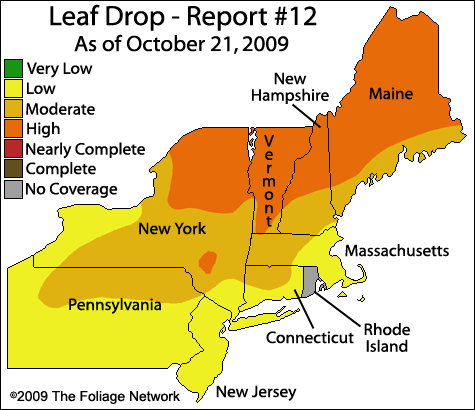 Leaf Drop - Report #12
As of October 21, 2009
Very Low
Low
Moderate
High
Nearly Complete
Complete
No Coverage
New
Hampshire
Maine
Vermont
New York
Massachusetts
Pennsylvania
Connecticut
Rhode
Island
New Jersey
©2009 The Foliage Network